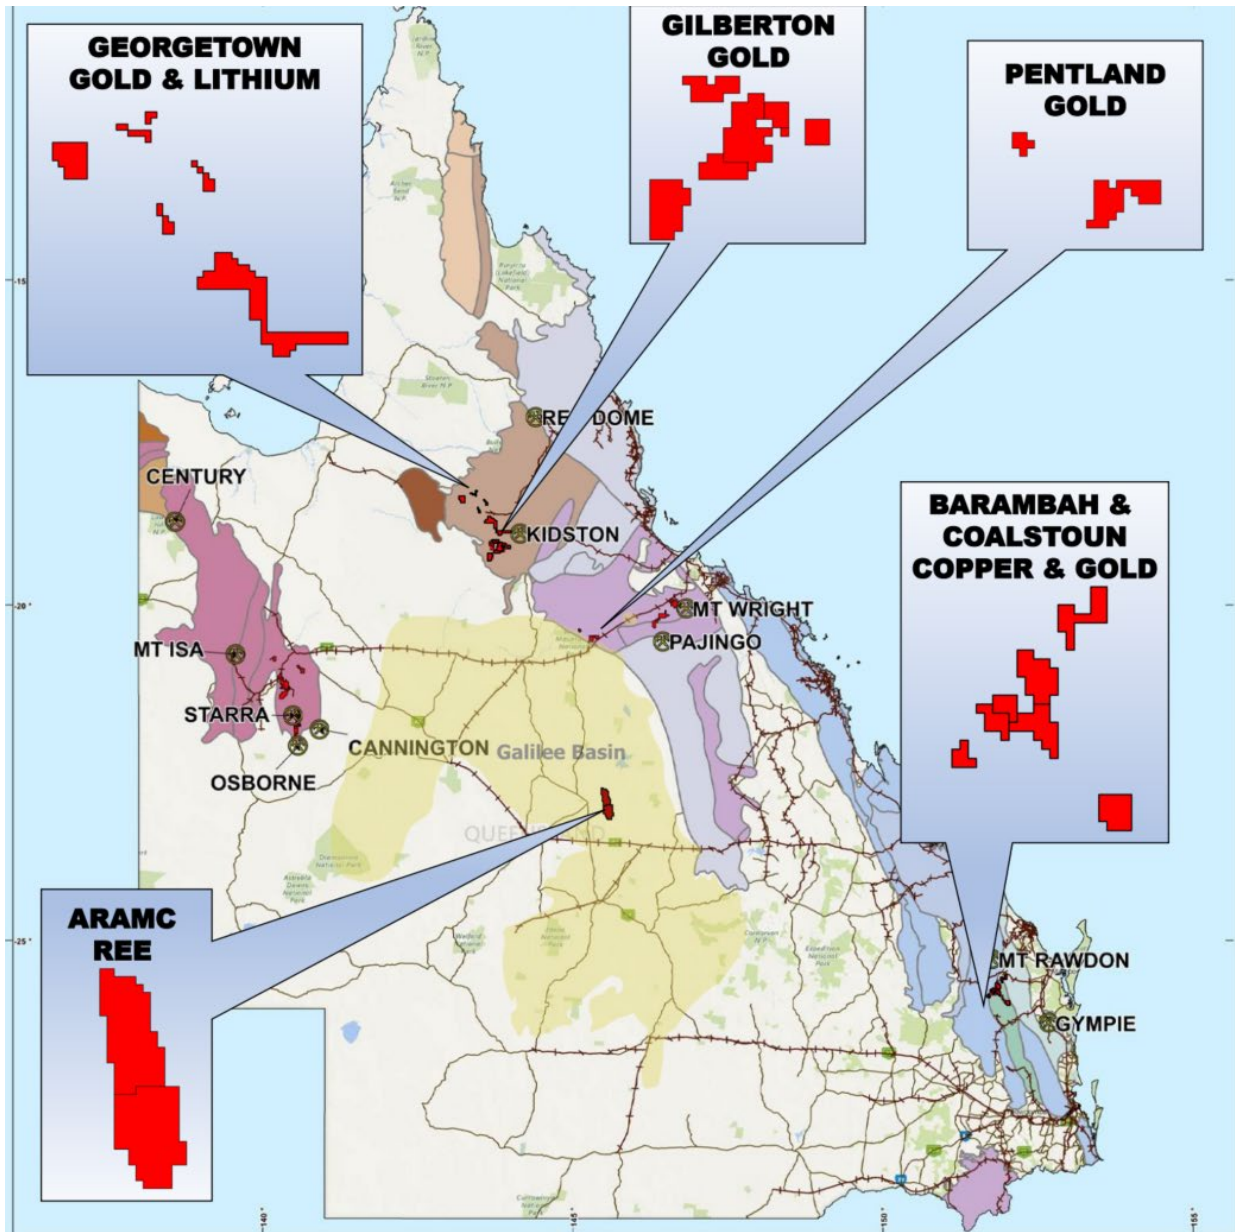 GEORGETOWN
GOLD & LITHIUM
GILBERTON
GOLD
PENTLAND
GOLD
-15°
RED DOME
CENTURY
KIDSTON
BARAMBAH &
COALSTOUN
COPPER & GOLD
-20°
MT WRIGHT
MT ISA
PAJINGO
STARRA
CANNINGTON
Galilee Basin
OSBORNE
ARAMC
REE
-25°
MT RAWDON
GYMPIE
-140°
-145°
-150°
-155°